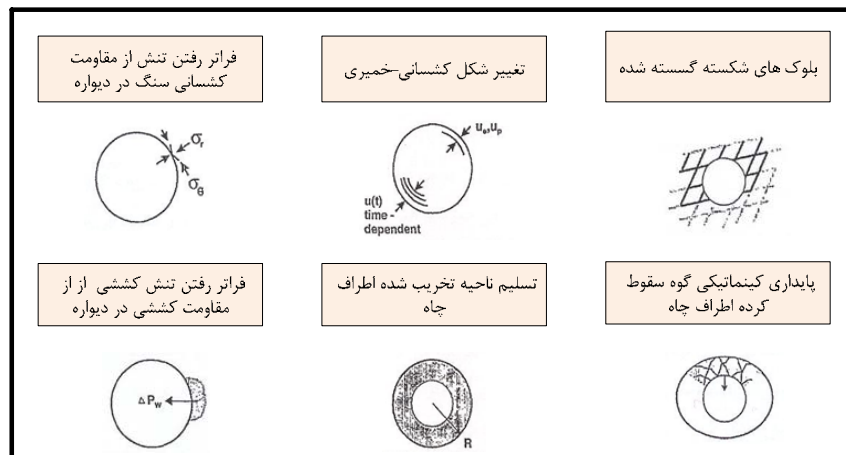 بلوک های شکسته گسسته شده
تغییر شکل کشسانی-خمیری
فراتر رفتن تنش از مقاومت
کشسانی سنگ در دیواره
σr
σθ
ue,up
u(t)
time -
dependent
پایداری کینماتیکی گوه سقوط
کرده اطراف چاه
تسلیم ناحیه تخریب شده اطراف
چاه
فراتر رفتن تنش کششی از از
مقاومت کششی در دیواره
Δ Pw
R